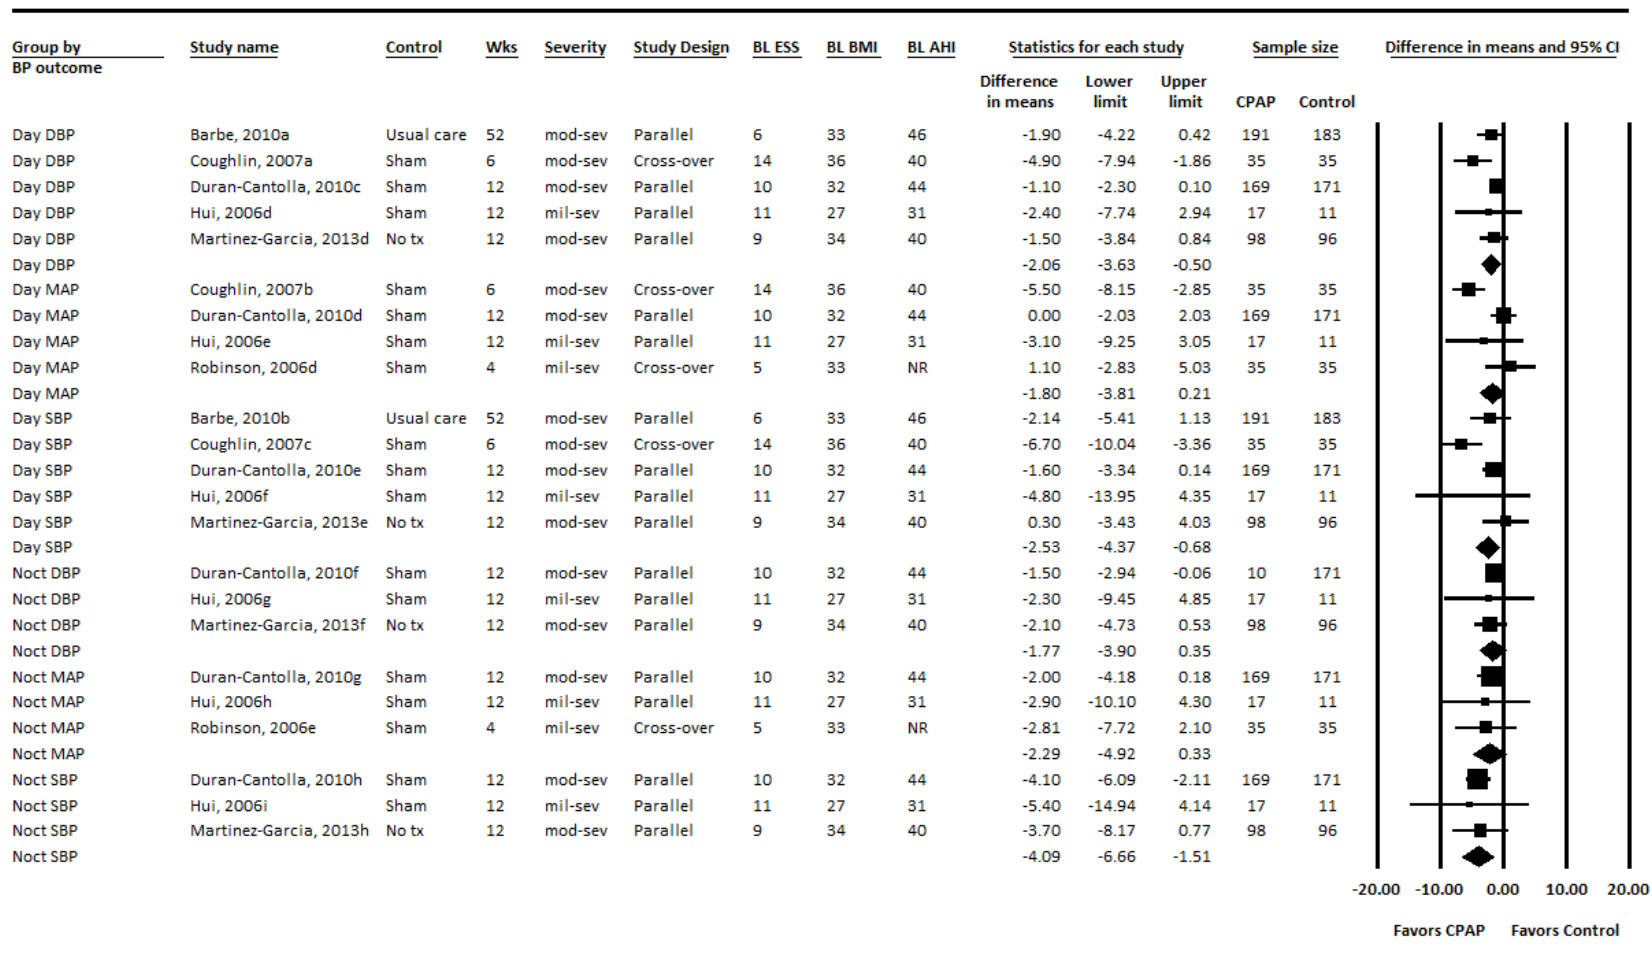 Group by Study name Control Wks Severity Study Design BL ESS BL BMI BL AHI Statistics for each study Sample size Difference in means and 95% CI
BP outcome
Difference Lower Upper
in means limit limit CPAP Control
Day DBP Barbe, 2010a Usual care 52 mod-sev Parallel 6 33 46 -1.90 -4.22 0.42 191 183
Day DBP Coughlin, 2007a Sham 6 mod-sev Cross-over 14 36 40 -4.90 -7.94 -1.86 35 35
Day DBP Duran-Cantolla, 2010c Sham 12 mod-sev Parallel 10 32 44 -1.10 -2.30 0.10 169 171
Day DBP Hui, 2006d Sham 12 mil-sev Parallel 11 27 31 -2.40 -7.74 2.94 17 11
Day DBP Martinez-Garcia, 2013d No tx 12 mod-sev Parallel 9 34 40 -1.50 -3.84 0.84 98 96
Day DBP -2.06 -3.63 -0.50
Day MAP Coughlin, 2007b Sham 6 mod-sev Cross-over 14 36 40 -5.50 -8.15 -2.85 35 35
Day MAP Duran-Cantolla, 2010d Sham 12 mod-sev Parallel 10 32 44 0.00 -2.03 2.03 169 171
Day MAP Hui, 2006e Sham 12 mil-sev Parallel 11 27 31 -3.10 -9.25 3.05 17 11
Day MAP Robinson, 2006d Sham 4 mil-sev Cross-over 5 33 NR 1.10 -2.83 5.03 35 35
Day MAP -1.80 -3.81 0.21
Day SBP Barbe, 2010b Usual care 52 mod-sev Parallel 6 33 46 -2.14 -5.41 1.13 191 183
Day SBP Coughlin, 2007c Sham 6 mod-sev Cross-over 14 36 40 -6.70 -10.04 -3.36 35 35
Day SBP Duran-Cantolla, 2010e Sham 12 mod-sev Parallel 10 32 44 -1.60 -3.34 0.14 169 171
Day SBP Hui, 2006f Sham 12 mil-sev Parallel 11 27 31 -4.80 -13.95 4.35 17 11
Day SBP Martinez-Garcia, 2013e No tx 12 mod-sev Parallel 9 34 40 0.30 -3.43 4.03 98 96
Day SBP -2.53 -4.37 -0.68
Noct DBP Duran-Cantolla, 2010f Sham 12 mod-sev Parallel 10 32 44 -1.50 -2.94 -0.06 10 171
Noct DBP Hui, 2006g Sham 12 mil-sev Parallel 11 27 31 -2.30 -9.45 4.85 17 11
Noct DBP Martinez-Garcia, 2013f No tx 12 mod-sev Parallel 9 34 40 -2.10 -4.73 0.53 98 96
Noct DBP -1.77 -3.90 0.35
Noct MAP Duran-Cantolla, 2010g Sham 12 mod-sev Parallel 10 32 44 -2.00 -4.18 0.18 169 171
Noct MAP Hui, 2006h Sham 12 mil-sev Parallel 11 27 31 -2.90 -10.10 4.30 17 11
Noct MAP Robinson, 2006e Sham 4 mil-sev Cross-over 5 33 NR -2.81 -7.72 2.10 35 35
Noct MAP -2.29 -4.92 0.33
Noct SBP Duran-Cantolla, 2010h Sham 12 mod-sev Parallel 10 32 44 -4.10 -6.09 -2.11 169 171
Noct SBP Hui, 2006i Sham 12 mil-sev Parallel 11 27 31 -5.40 -14.94 4.14 17 11
Noct SBP Martinez-Garcia, 2013h No tx 12 mod-sev Parallel 9 34 40 -3.70 -8.17 0.77 98 96
Noct SBP -4.09 -6.66 -1.51
-20.00 -10.00 0.00 10.00 20.00
Favors CPAP Favors Control